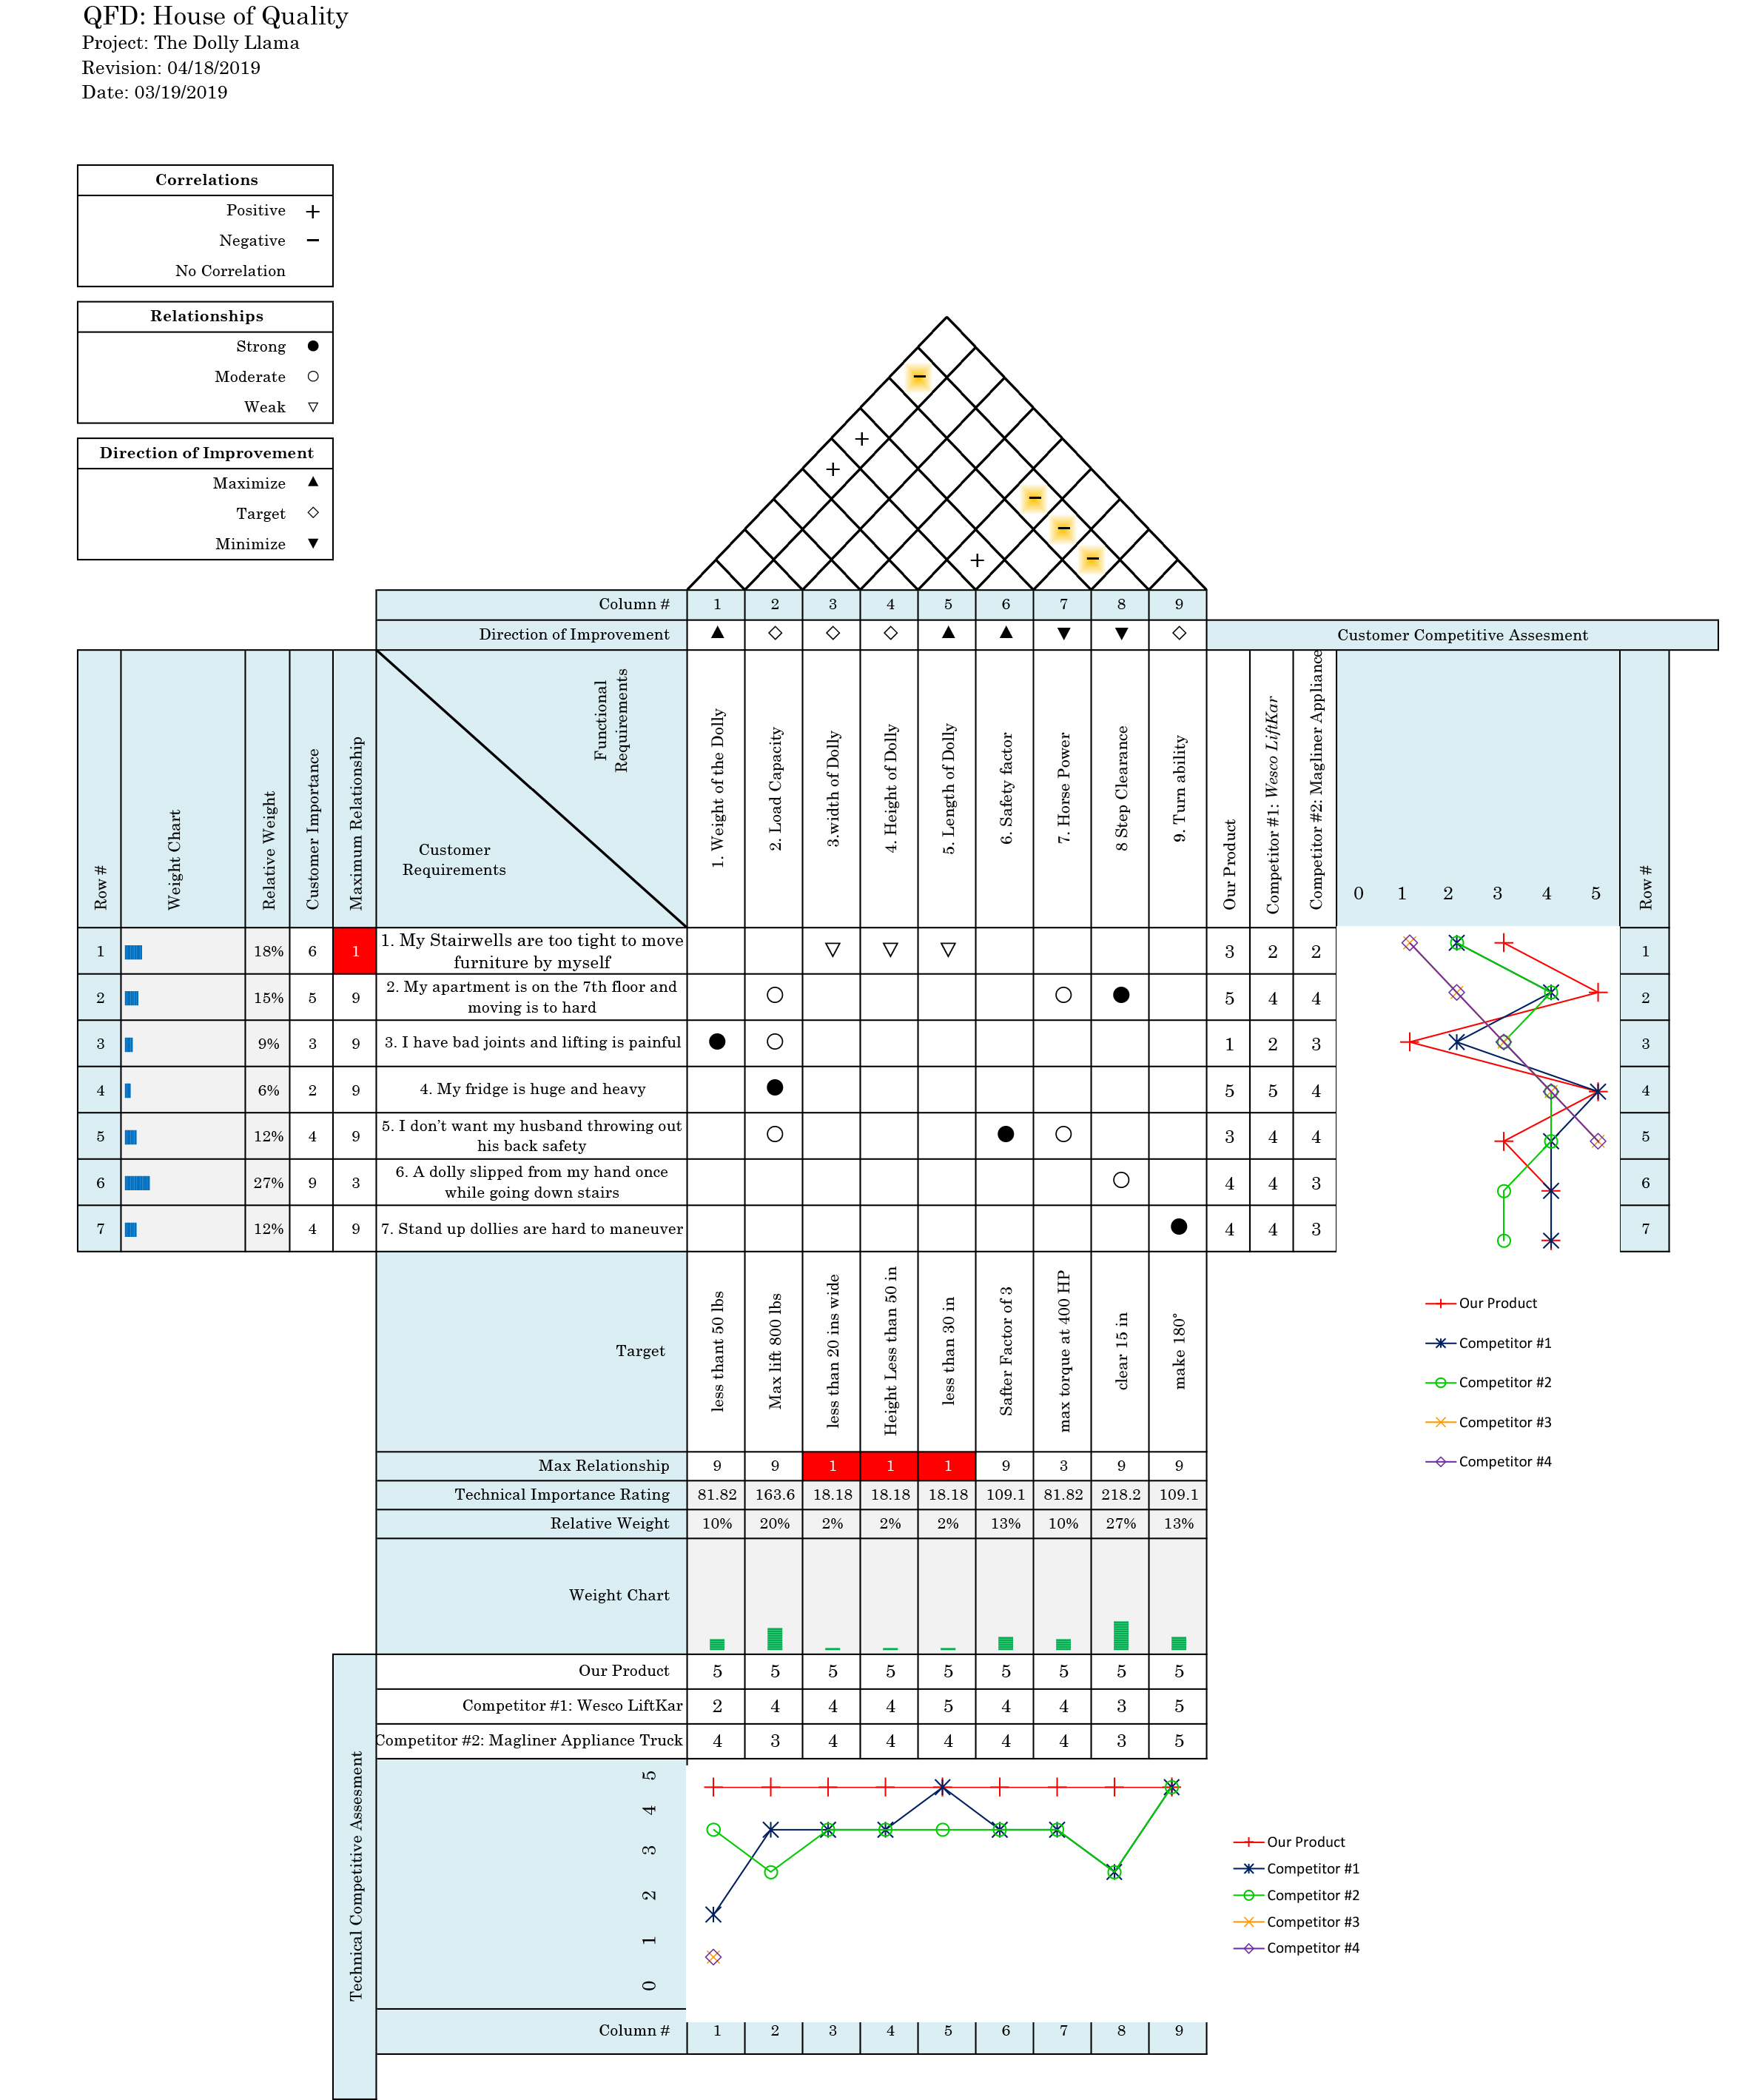 QFD: House of Quality
Project: The Dolly Llama
Revision: 04/18/2019
Date: 03/19/2019
Correlations
Positive +
Negative −
No Correlation
Relationships
Strong ●
Moderate ○
Weak ▽
Direction of Improvement
Maximize ▲
Target ◇
Minimize ▼
−
+
+
−
−
+ −
Column # 1 2 3 4 5 6 7 8 9
Direction of Improvement ▲ ◇ ◇ ◇ ▲ ▲ ▼ ▼ ◇
Customer Competitive Assesment
Row #
Weight Chart
Relative Weight
Customer Importance
Maximum Relationship
Customer
Requirements
Functional
Requirements
1. Weight of the Dolly
2. Load Capacity
3.width of Dolly
4. Height of Dolly
5. Length of Dolly
6. Safety factor
7. Horse Power
8 Step Clearance
9. Turn ability
Our Product
Competitor #1: Wesco LiftKar
Competitor #2: Magliner Appliance
0 1 2 3 4 5
Row #
1 18% 6 1 1. My Stairwells are too tight to move
furniture by myself ▽ ▽ ▽ 3 2 2 1
2 15% 5 9 2. My apartment is on the 7th floor and
moving is to hard ○ ○ ● 5 4 4 2
3 9% 3 9 3. I have bad joints and lifting is painful ● ○ 1 2 3 3
4 6% 2 9 4. My fridge is huge and heavy ● 5 5 4 4
5 12% 4 9 5. I don't want my husband throwing out
his back safety ○ ● ○ 3 4 4 5
6 27% 9 3 6. A dolly slipped from my hand once
while going down stairs ○ 4 4 3 6
7 12% 4 9 7. Stand up dollies are hard to maneuver ● 4 4 3 7
Target
less thant 50 lbs
Max lift 800 lbs
less than 20 ins wide
Height Less than 50 in
less than 30 in
Safter Factor of 3
max torque at 400 HP
clear 15 in
make 180°
Our Product
Competitor #1
Competitor #2
Competitor #3
Competitor #4
Max Relationship 9 9 1 1 1 9 3 9 9
Technical Importance Rating 81.82 163.6 18.18 18.18 18.18 109.1 81.82 218.2 109.1
Relative Weight 10% 20% 2% 2% 2% 13% 10% 27% 13%
Weight Chart
Technical Competitive Assesment
Our Product 5 5 5 5 5 5 5 5 5
Competitor #1: Wesco LiftKar 2 4 4 4 5 4 4 3 5
Competitor #2: Magliner Appliance Truck 4 3 4 4 4 4 4 3 5
5
4
3
2
1
0
Our Product
Competitor #1
Competitor #2
Competitor #3
Competitor #4
Column # 1 2 3 4 5 6 7 8 9